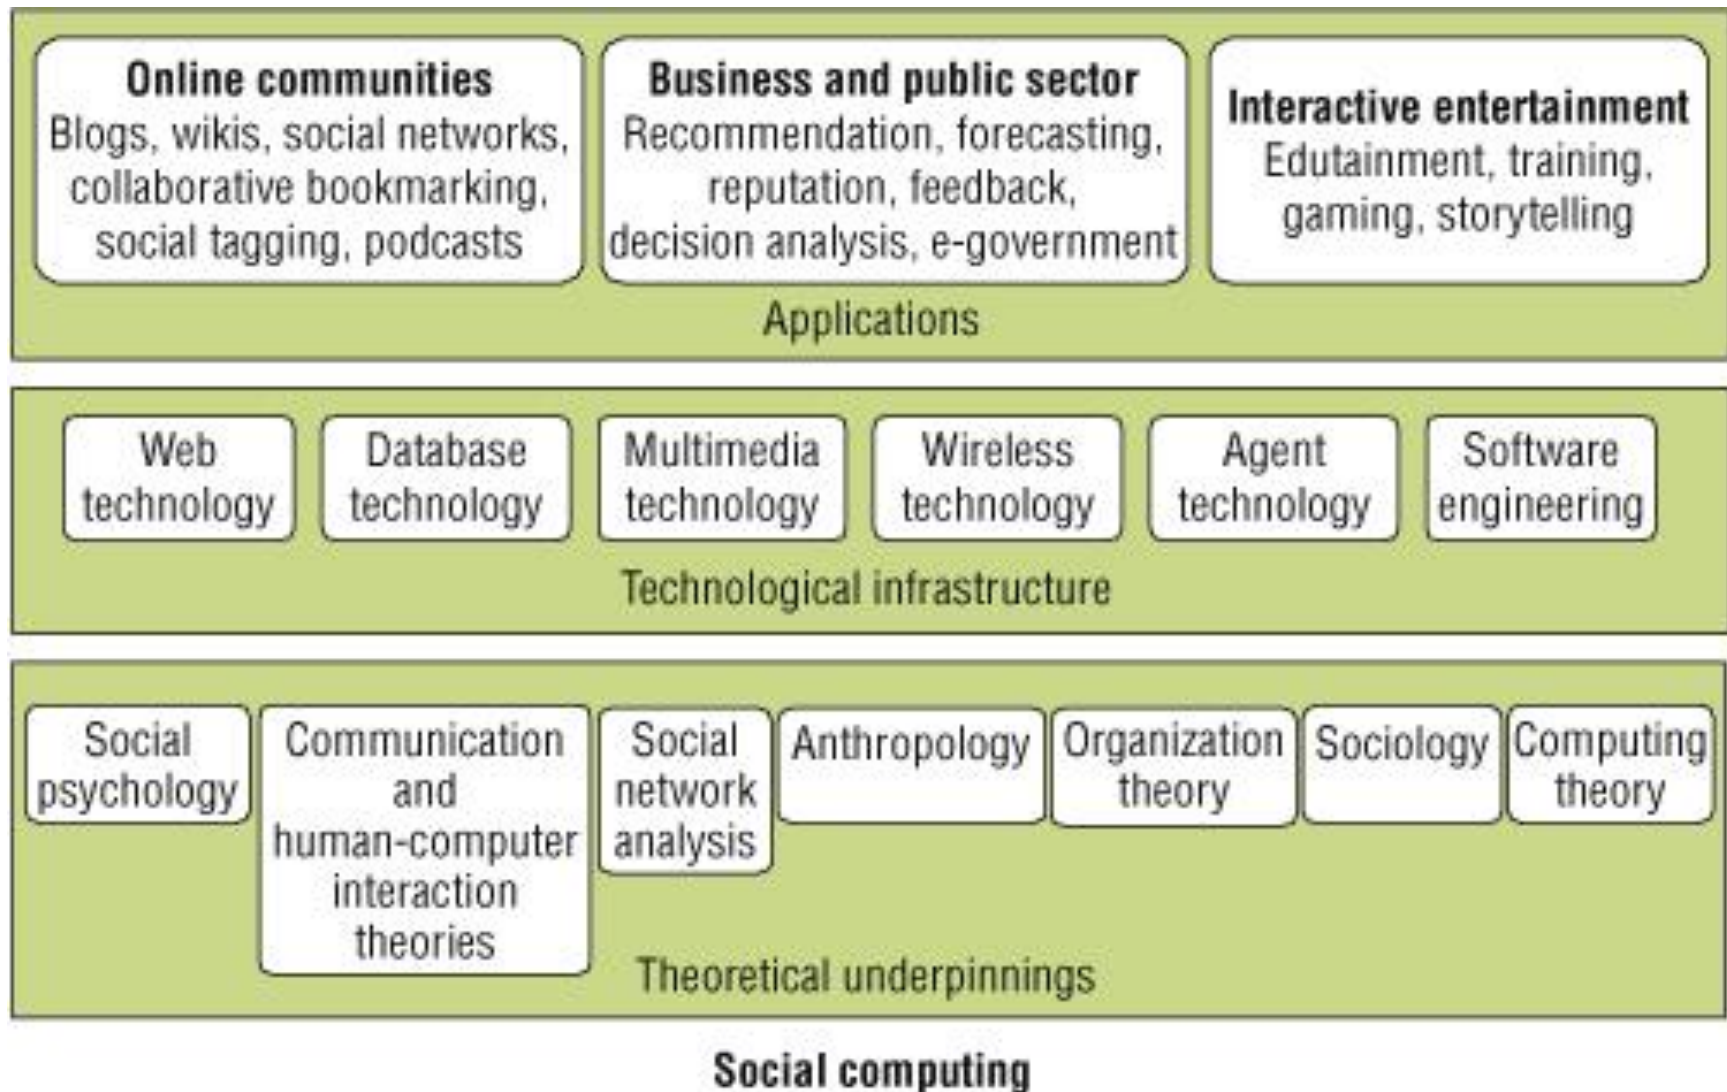 Online communities
Blogs, wikis, social networks,
collaborative bookmarking,
social tagging, podcasts
Business and public sector
Recommendation, forecasting,
reputation, feedback,
decision analysis, e-government
Interactive entertainment
Edutainment, training,
gaming, storytelling
Applications
Web
technology
Database
technology
Multimedia
technology
Wireless
technology
Agent
technology
Software
engineering
Technological infrastructure
Social
psychology
Communication
and
human-computer
interaction
theories
Social
network
analysis
Anthropology
Organization
theory
Sociology
Computing
theory
Theoretical underpinnings
Social computing